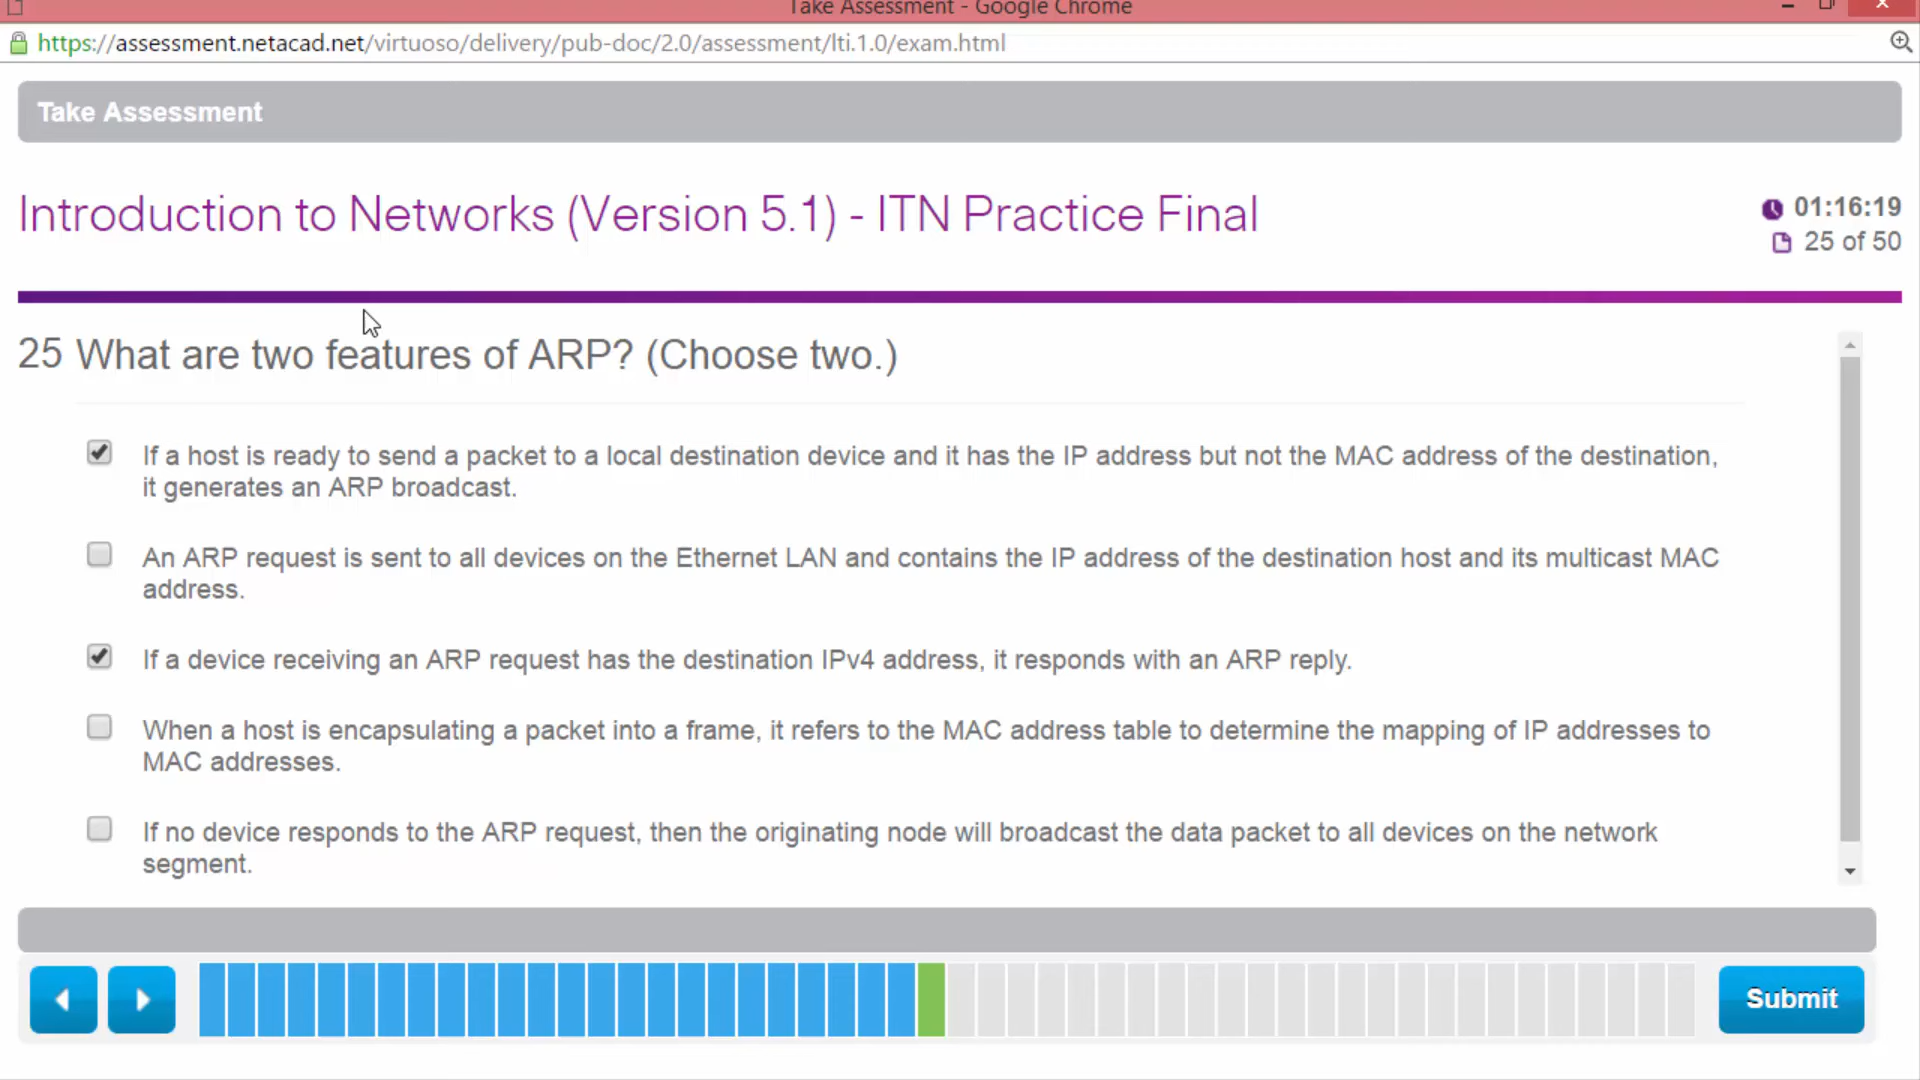 Take Assessment - Google Chrome
https://assessment.netacad.net/virtuoso/delivery/pub-doc/2.0/assessment/lti.1.0/exam.html
Take Assessment
Introduction to Networks (Version 5.1) - ITN Practice Final
01:16:19
25 of 50
25 What are two features of ARP? (Choose two.)
If a host is ready to send a packet to a local destination device and it has the IP address but not the MAC address of the destination,
it generates an ARP broadcast.
An ARP request is sent to all devices on the Ethernet LAN and contains the IP address of the destination host and its multicast MAC
address.
If a device receiving an ARP request has the destination IPv4 address, it responds with an ARP reply.
When a host is encapsulating a packet into a frame, it refers to the MAC address table to determine the mapping of IP addresses to
MAC addresses.
If no device responds to the ARP request, then the originating node will broadcast the data packet to all devices on the network
segment.
Submit